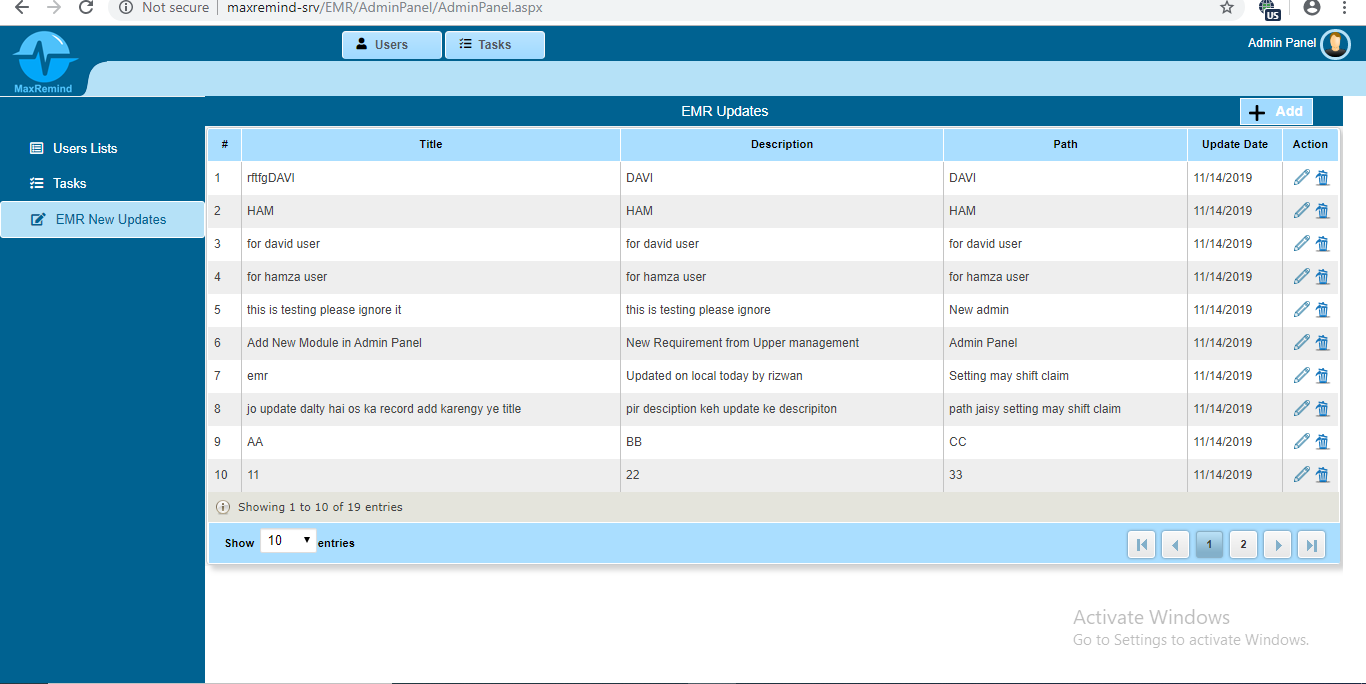 Not secure maxremind-srv/EMR/AdminPanel/AdminPanel.aspx US
Users Tasks Admin Panel
MaxRemind
EMR Updates Add
Users Lists
Tasks
EMR New Updates
# Title Description Path Update Date Action
1 rftfgDAVI DAVI DAVI 11/14/2019
2 HAM HAM HAM 11/14/2019
3 for david user for david user for david user 11/14/2019
4 for hamza user for hamza user for hamza user 11/14/2019
5 this is testing please ignore it this is testing please ignore New admin 11/14/2019
6 Add New Module in Admin Panel New Requirement from Upper management Admin Panel 11/14/2019
7 emr Updated on local today by rizwan Setting may shift claim 11/14/2019
8 jo update dalty hai os ka record add karengy ye title pir desciption keh update ke descripiton path jaisy setting may shift claim 11/14/2019
9 AA BB CC 11/14/2019
10 11 22 33 11/14/2019
Showing 1 to 10 of 19 entries
Show 10 entries 1 2
Activate Windows
Go to Settings to activate Windows.